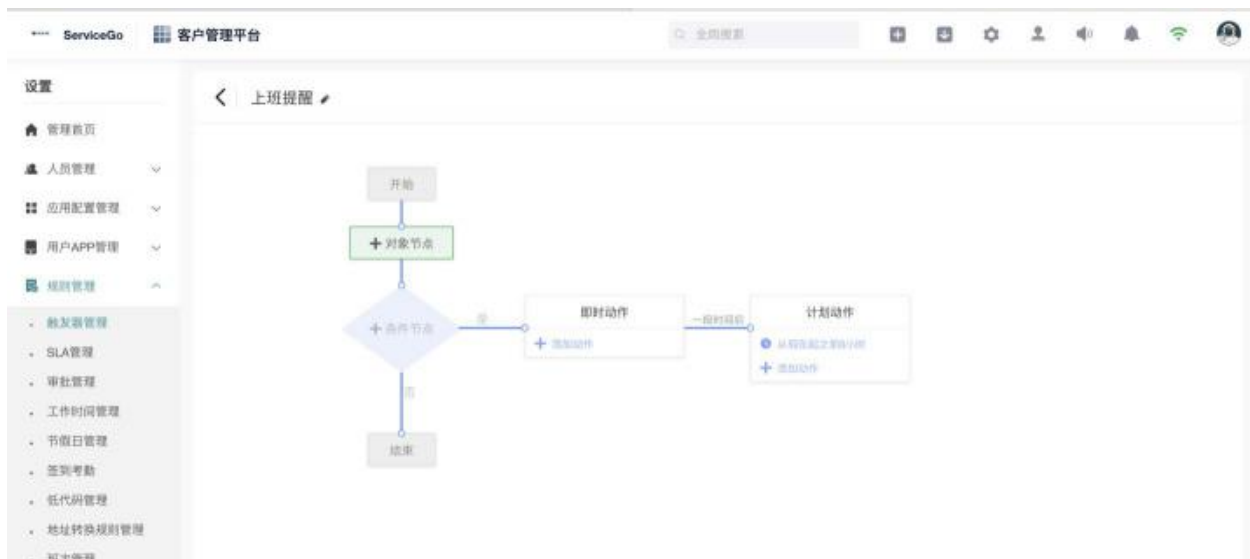 ServiceGo 客户管理平台
设置
上班提醒
管理首页
人员管理
应用配置管理
用户APP管理
规则管理
触发器管理
SLA管理
审批管理
工作时间管理
节假日管理
签到考勤
低代码管理
地址转换规则管理
开始
对象节点
条件节点
是
即时动作
添加动作
一段时间后
计划动作
添加动作
否
结束